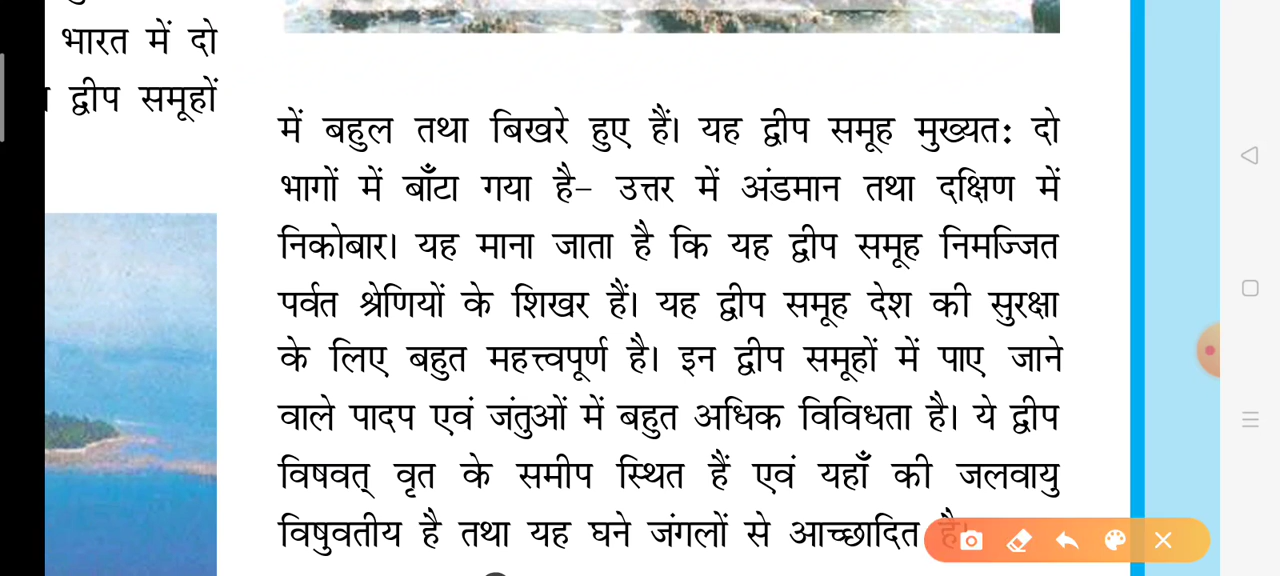 भारत में दो
द्वीप समूहों
में बहुल तथा बिखरे हुए हैं। यह द्वीप समूह मुख्यतः दो
भागों में बाँटा गया है– उत्तर में अंडमान तथा दक्षिण में
निकोबार। यह माना जाता है कि यह द्वीप समूह निमज्जित
पर्वत श्रेणियों के शिखर हैं। यह द्वीप समूह देश की सुरक्षा
के लिए बहुत महत्त्वपूर्ण है। इन द्वीप समूहों में पाए जाने
वाले पादप एवं जंतुओं में बहुत अधिक विविधता है। ये द्वीप
विषवत् वृत के समीप स्थित हैं एवं यहाँ की जलवायु
विषुवतीय है तथा यह घने जंगलों से आच्छादित है।